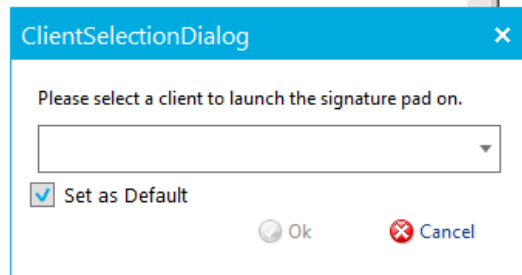 ClientSelectionDialog
Please select a client to launch the signature pad on.
Set as Default
Ok Cancel